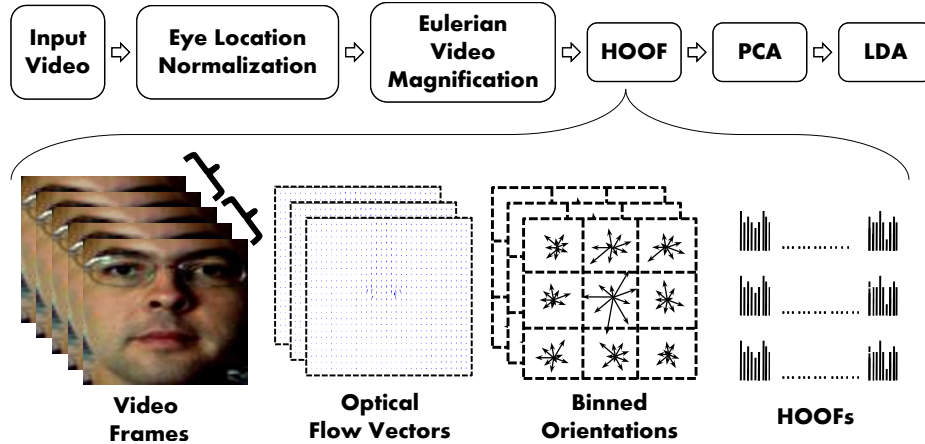 Input
Video
Eye Location
Normalization
Eulerian
Video
Magnification
HOOF
PCA
LDA
Video
Frames
Optical
Flow Vectors
Binned
Orientations
HOOFs